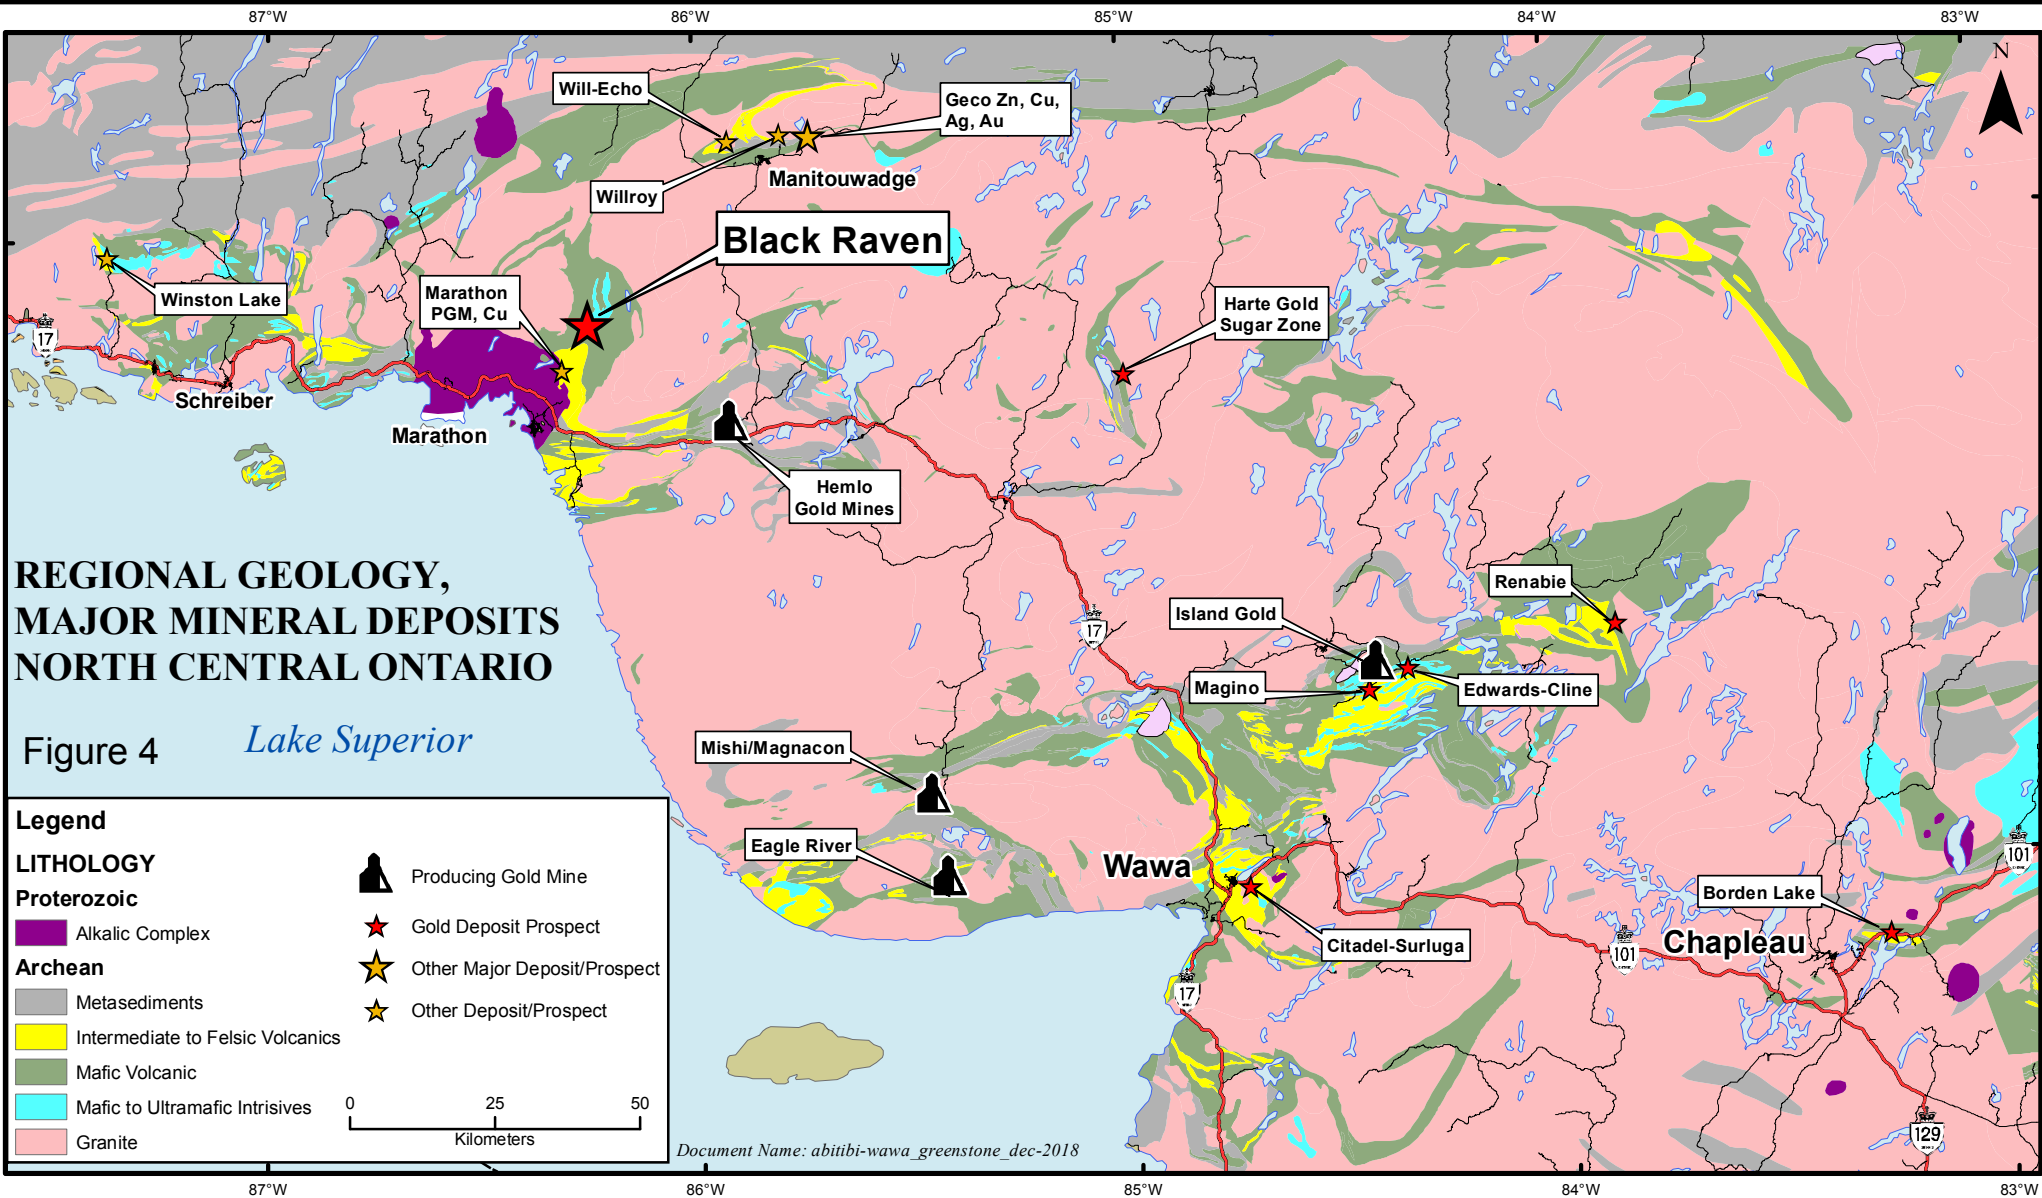 87°W
86°W
85°W
84°W
83°W
N
Will-Echo
Geco Zn, Cu,
Ag, Au
Willroy
Manitouwadge
Black Raven
Winston Lake
Marathon
PGM, Cu
Harte Gold
Sugar Zone
17
Schreiber
Marathon
Hemlo
Gold Mines
REGIONAL GEOLOGY,
MAJOR MINERAL DEPOSITS
NORTH CENTRAL ONTARIO
Figure 4
Lake Superior
Renabie
Island Gold
17
Magino
Edwards-Cline
Mishi/Magnacon
Eagle River
Wawa
101
Borden Lake
Citadel-Surluga
101
Chapleau
17
129
Legend
LITHOLOGY
Proterozoic
Alkalic Complex
Archean
Metasediments
Intermediate to Felsic Volcanics
Mafic Volcanic
Mafic to Ultramafic Intrisives
Granite
Producing Gold Mine
Gold Deposit Prospect
Other Major Deposit/Prospect
Other Deposit/Prospect
0 25 50
Kilometers
Document Name: abitibi-wawa_greenstone_dec-2018
87°W
86°W
85°W
84°W
83°W